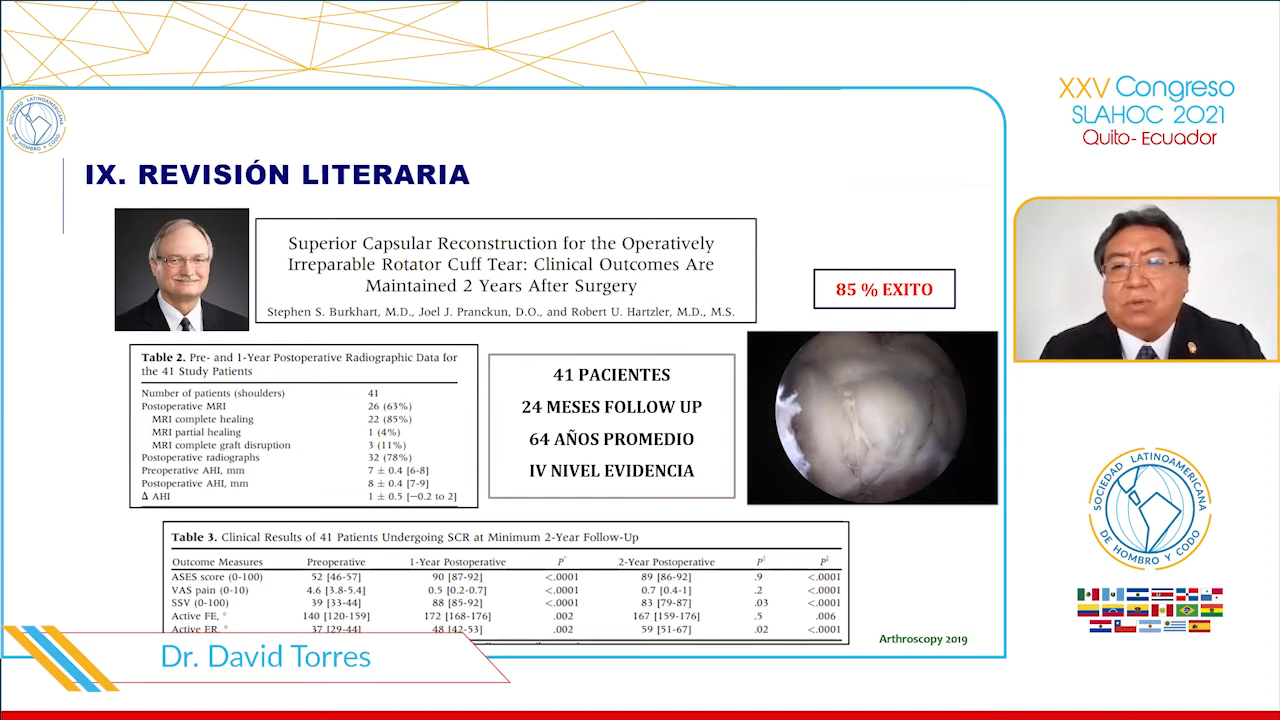 XXV Congreso
SLAHOC 2021
Quito- Ecuador
SOCIEDAD LATINOAMERICANA
DE HOMBRO Y CODO
IX. REVISIÓN LITERARIA
Superior Capsular Reconstruction for the Operatively
Irreparable Rotator Cuff Tear: Clinical Outcomes Are
Maintained 2 Years After Surgery
Stephen S. Burkhart, M.D., Joel J. Pranckun, D.O., and Robert U. Hartzler, M.D., M.S.
85 % EXITO
Table 2. Pre- and 1-Year Postoperative Radiographic Data for
the 41 Study Patients
Number of patients (shoulders) 41
Postoperative MRI 26 (63%)
MRI complete healing 22 (85%)
MRI partial healing 1 (4%)
MRI complete graft disruption 3 (11%)
Postoperative radiographs 32 (78%)
Preoperative AHI, mm 7 ± 0.4 [6-8]
Postoperative AHI, mm 8 ± 0.4 [7-9]
Δ AHI 1 ± 0.5 [−0.2 to 2]
41 PACIENTES
24 MESES FOLLOW UP
64 AÑOS PROMEDIO
IV NIVEL EVIDENCIA
Table 3. Clinical Results of 41 Patients Undergoing SCR at Minimum 2-Year Follow-Up
Outcome Measures Preoperative 1-Year Postoperative P* 2-Year Postoperative P† P‡
ASES score (0-100) 52 [46-57] 90 [87-92] <.0001 89 [86-92] .9 <.0001
VAS pain (0-10) 4.6 [3.8-5.4] 0.5 [0.2-0.7] <.0001 0.7 [0.4-1] .2 <.0001
SSV (0-100) 39 [33-44] 88 [85-92] <.0001 83 [79-87] .03 <.0001
Active FE, ° 140 [120-159] 172 [168-176] .002 167 [159-176] .5 .006
Active ER, ° 37 [29-44] 48 [42-53] .002 59 [51-67] .02 <.0001
Arthroscopy 2019
Dr. David Torres
SOCIEDAD LATINOAMERICANA
DE HOMBRO Y CODO